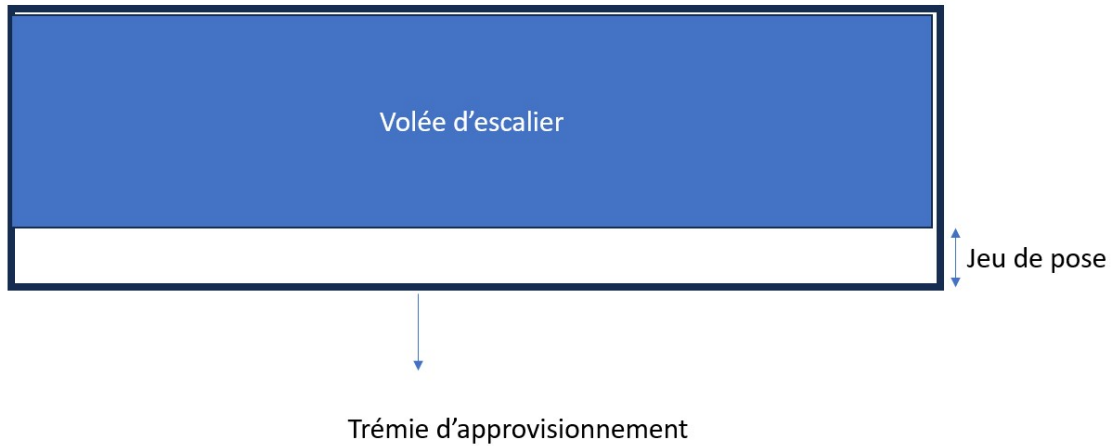 Volée d’escalier
Jeu de pose
Trémie d’approvisionnement